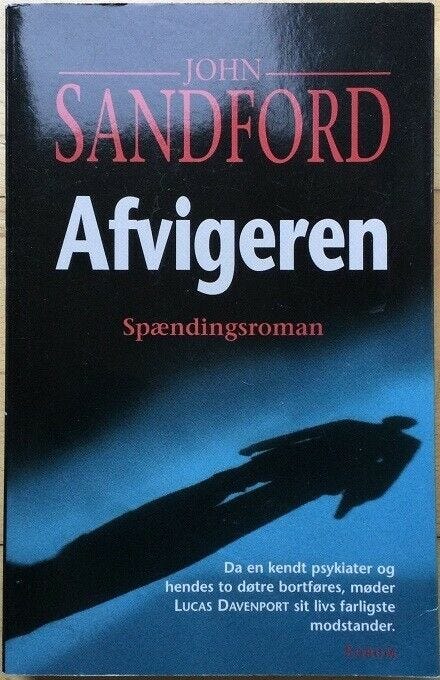 JOHN
SANDFORD
Afvigeren
Spændingsroman
Da en kendt psykiater og
hendes to døtre bortføres, møder
LUCAS DAVENPORT sit livs farligste
modstander.
FORUM